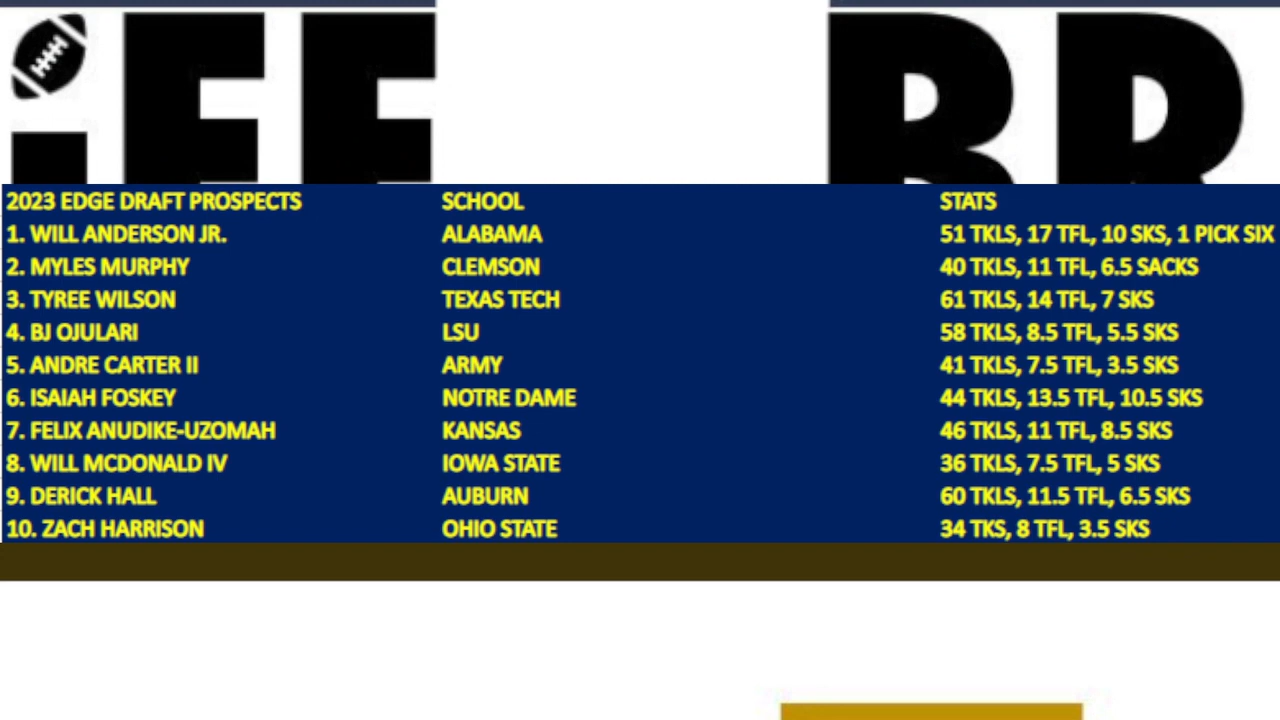 2023 EDGE DRAFT PROSPECTS SCHOOL STATS
1. WILL ANDERSON JR. ALABAMA 51 TKLS, 17 TFL, 10 SKS, 1 PICK SIX
2. MYLES MURPHY CLEMSON 40 TKLS, 11 TFL, 6.5 SACKS
3. TYREE WILSON TEXAS TECH 61 TKLS, 14 TFL, 7 SKS
4. BJ OJULARI LSU 58 TKLS, 8.5 TFL, 5.5 SKS
5. ANDRE CARTER II ARMY 41 TKLS, 7.5 TFL, 3.5 SKS
6. ISAIAH FOSKEY NOTRE DAME 44 TKLS, 13.5 TFL, 10.5 SKS
7. FELIX ANUDIKE-UZOMAH KANSAS 46 TKLS, 11 TFL, 8.5 SKS
8. WILL MCDONALD IV IOWA STATE 36 TKLS, 7.5 TFL, 5 SKS
9. DERICK HALL AUBURN 60 TKLS, 11.5 TFL, 6.5 SKS
10. ZACH HARRISON OHIO STATE 34 TKS, 8 TFL, 3.5 SKS